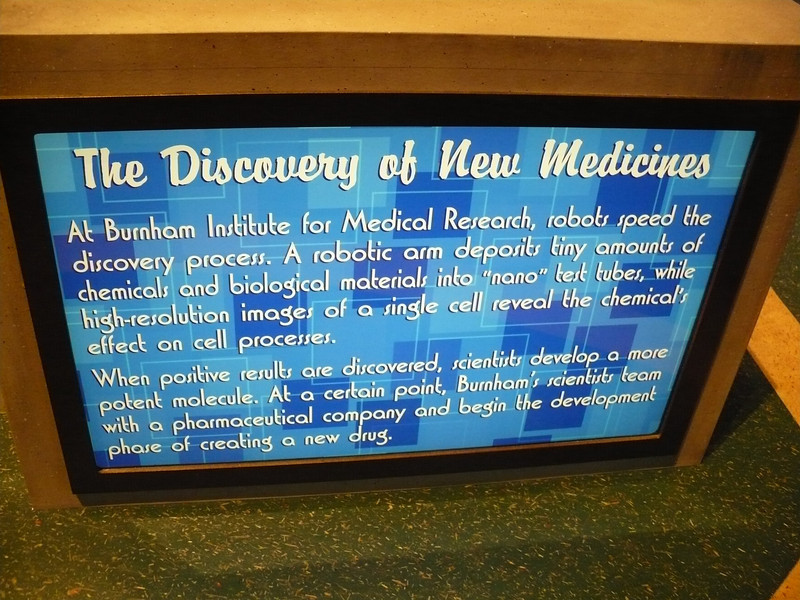 The Discovery of New Medicines
At Burnham Institute for Medical Research, robots speed the
discovery process. A robotic arm deposits tiny amounts of
chemicals and biological materials into "nano" test tubes, while
high-resolution images of a single cell reveal the chemical's
effect on cell processes.
When positive results are discovered, scientists develop a more
potent molecule. At a certain point, Burnham's scientists team
with a pharmaceutical company and begin the development
phase of creating a new drug.